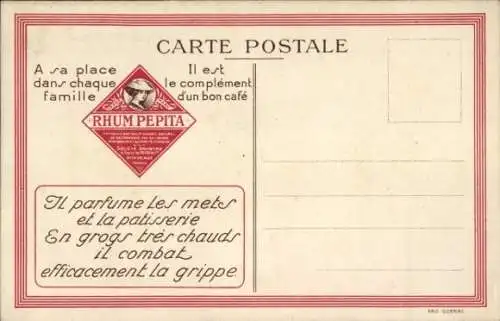 CARTE POSTALE
A sa place
dans chaque
famille
Il est
le complément
d'un bon café
RHUM PEPITA
Il parfume les mets
et la patisserie
En grogs très chauds
il combat
efficacement la grippe